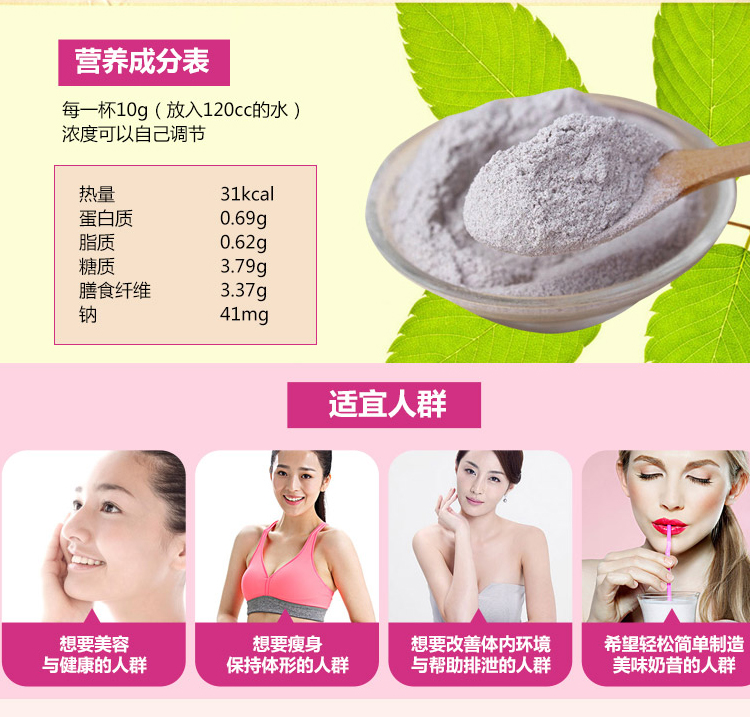 营养成分表
每一杯10g（放入120cc的水）
浓度可以自己调节
热量 31kcal
蛋白质 0.69g
脂质 0.62g
糖质 3.79g
膳食纤维 3.37g
钠 41mg
适宜人群
想要美容
与健康的人群
想要瘦身
保持体形的人群
想要改善体内环境
与帮助排泄的人群
希望轻松简单制造
美味奶昔的人群